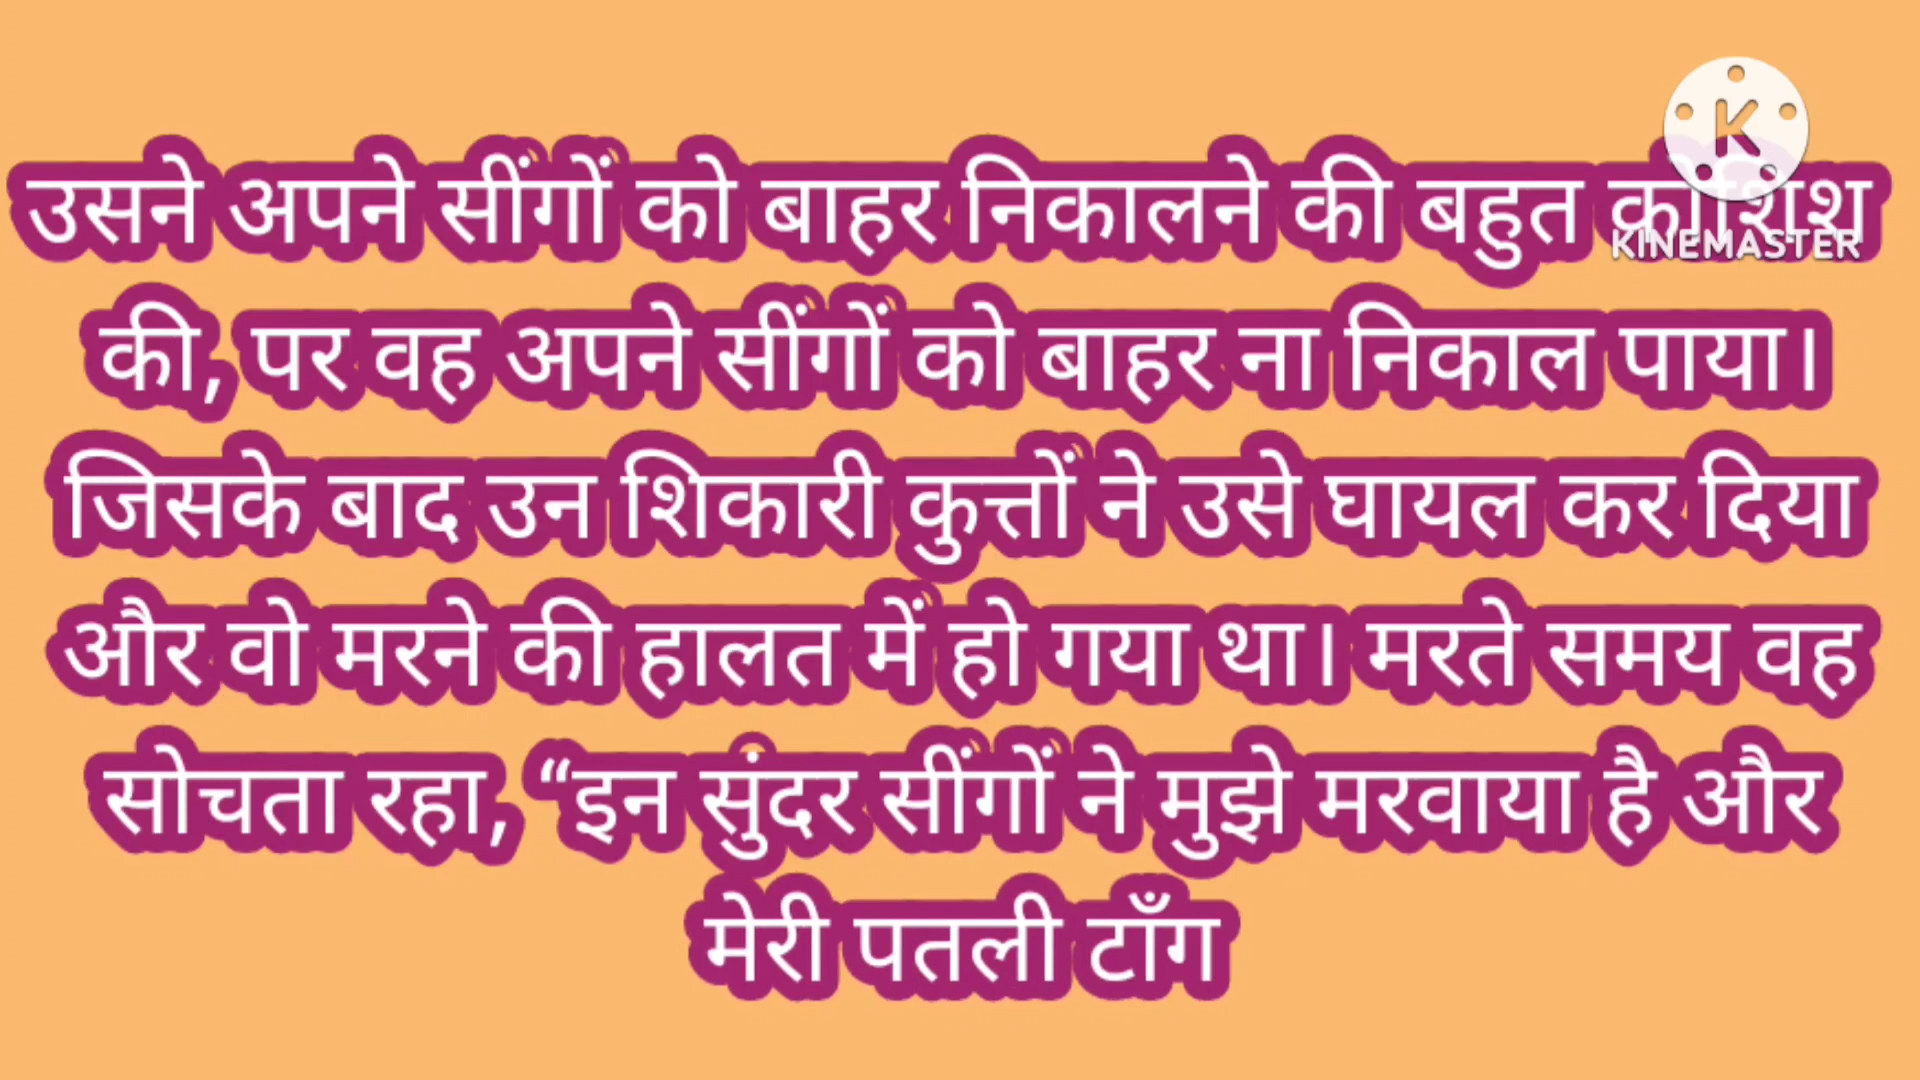 उसने अपने सींगों को बाहर निकालने की बहुत कोशिश
KINEMASTER
की, पर वह अपने सींगों को बाहर ना निकाल पाया।
जिसके बाद उन शिकारी कुत्तों ने उसे घायल कर दिया
और वो मरने की हालत में हो गया था। मरते समय वह
सोचता रहा, “इन सुंदर सींगों ने मुझे मरवाया है और
मेरी पतली टाँग